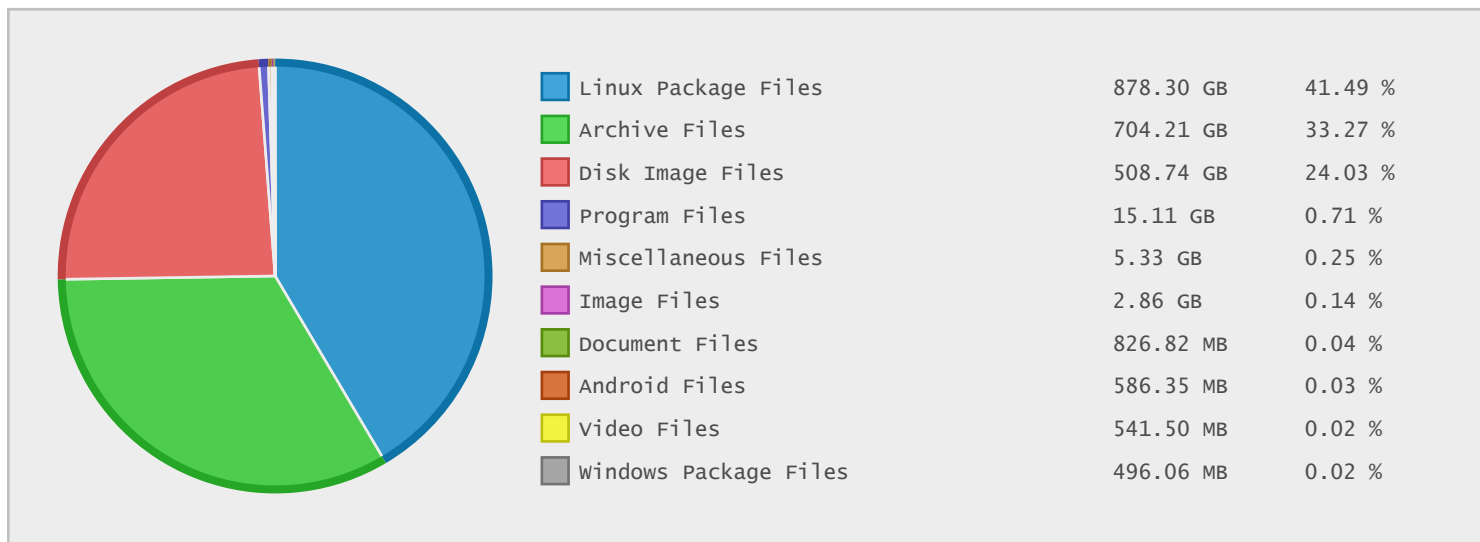 Linux Package Files 878.30 GB 41.49 %
Archive Files 704.21 GB 33.27 %
Disk Image Files 508.74 GB 24.03 %
Program Files 15.11 GB 0.71 %
Miscellaneous Files 5.33 GB 0.25 %
Image Files 2.86 GB 0.14 %
Document Files 826.82 MB 0.04 %
Android Files 586.35 MB 0.03 %
Video Files 541.50 MB 0.02 %
Windows Package Files 496.06 MB 0.02 %